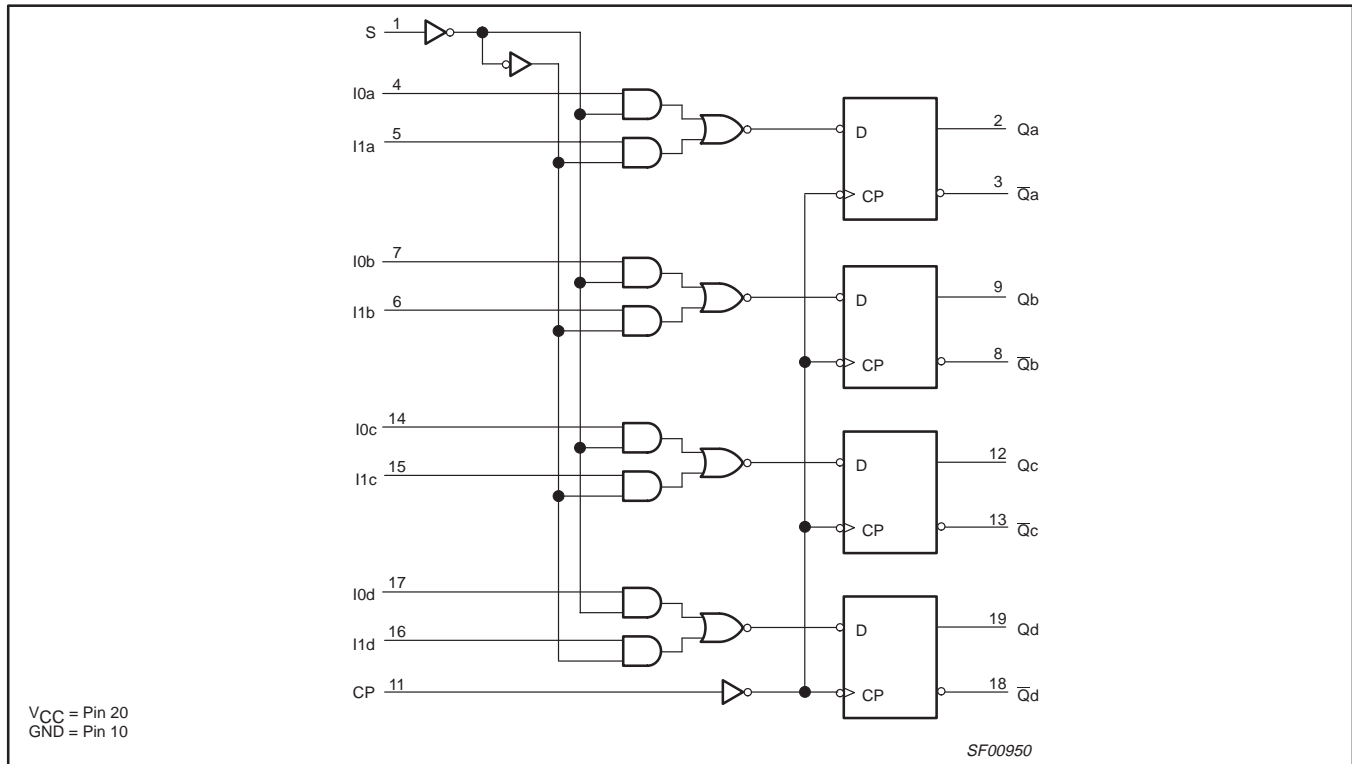 S 1
I0a 4
I1a 5
D
2 Qa
CP
3 Q̅a
I0b 7
I1b 6
D
9 Qb
CP
8 Q̅b
I0c 14
I1c 15
D
12 Qc
CP
13 Q̅c
I0d 17
I1d 16
D
19 Qd
CP 11
CP
18 Q̅d
VCC = Pin 20
GND = Pin 10
SF00950